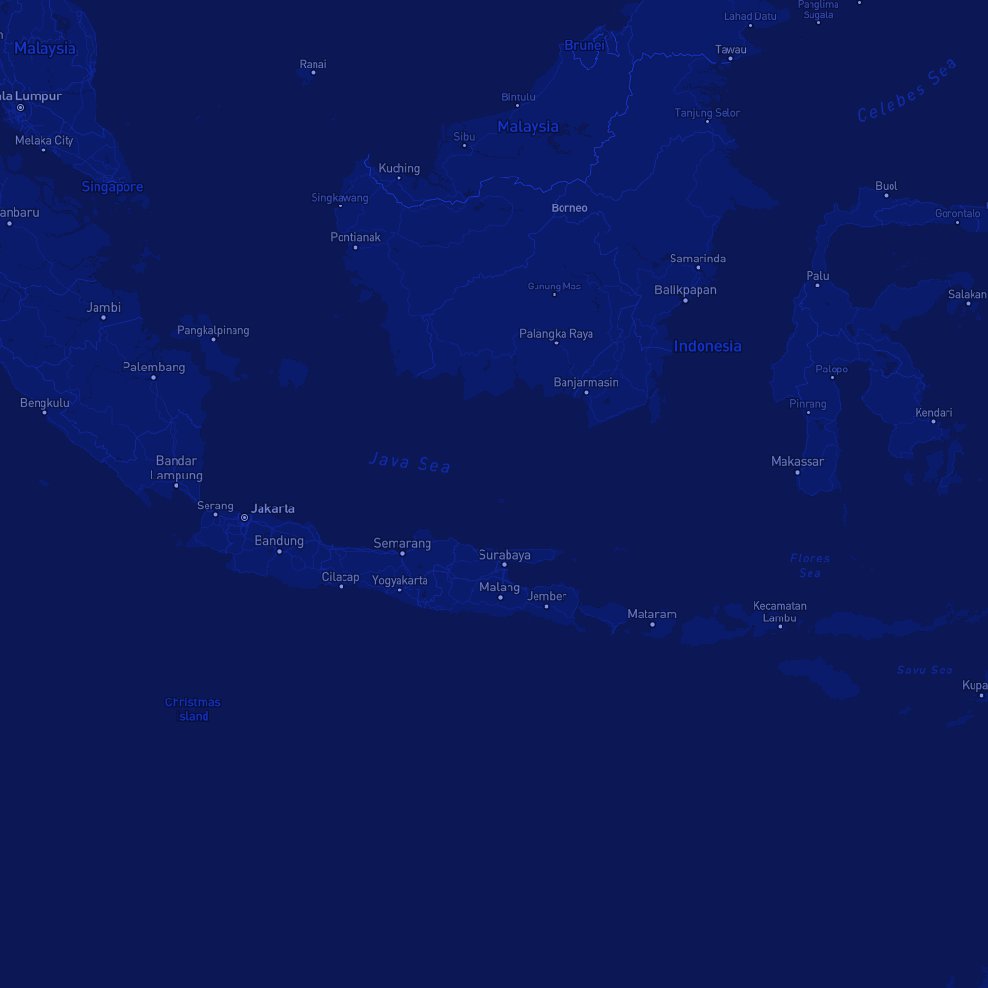 Panglima
Sugala
Lahad Datu
Malaysia
Brunei
Tawau
Ranai
Celebes Sea
la Lumpur
Bintulu
Tanjung Selor
Malaysia
Melaka City
Sibu
Kuching
Singapore
Buol
Singkawang
Borneo
anbaru
Gorontalo
Pontianak
Samarinda
Palu
Gunung Mas
Balikpapan
Salakan
Jambi
Pangkalpinang
Palangka Raya
Indonesia
Palembang
Palopo
Banjarmasin
Bengkulu
Pinrang
Kendari
Java Sea
Bandar
Lampung
Makassar
Serang
Jakarta
Bandung
Semarang
Surabaya
Flores
Sea
Cilacap
Yogyakarta
Malang
Jember
Mataram
Kecamatan
Lambu
Savu Sea
Kupa
Christmas
sland